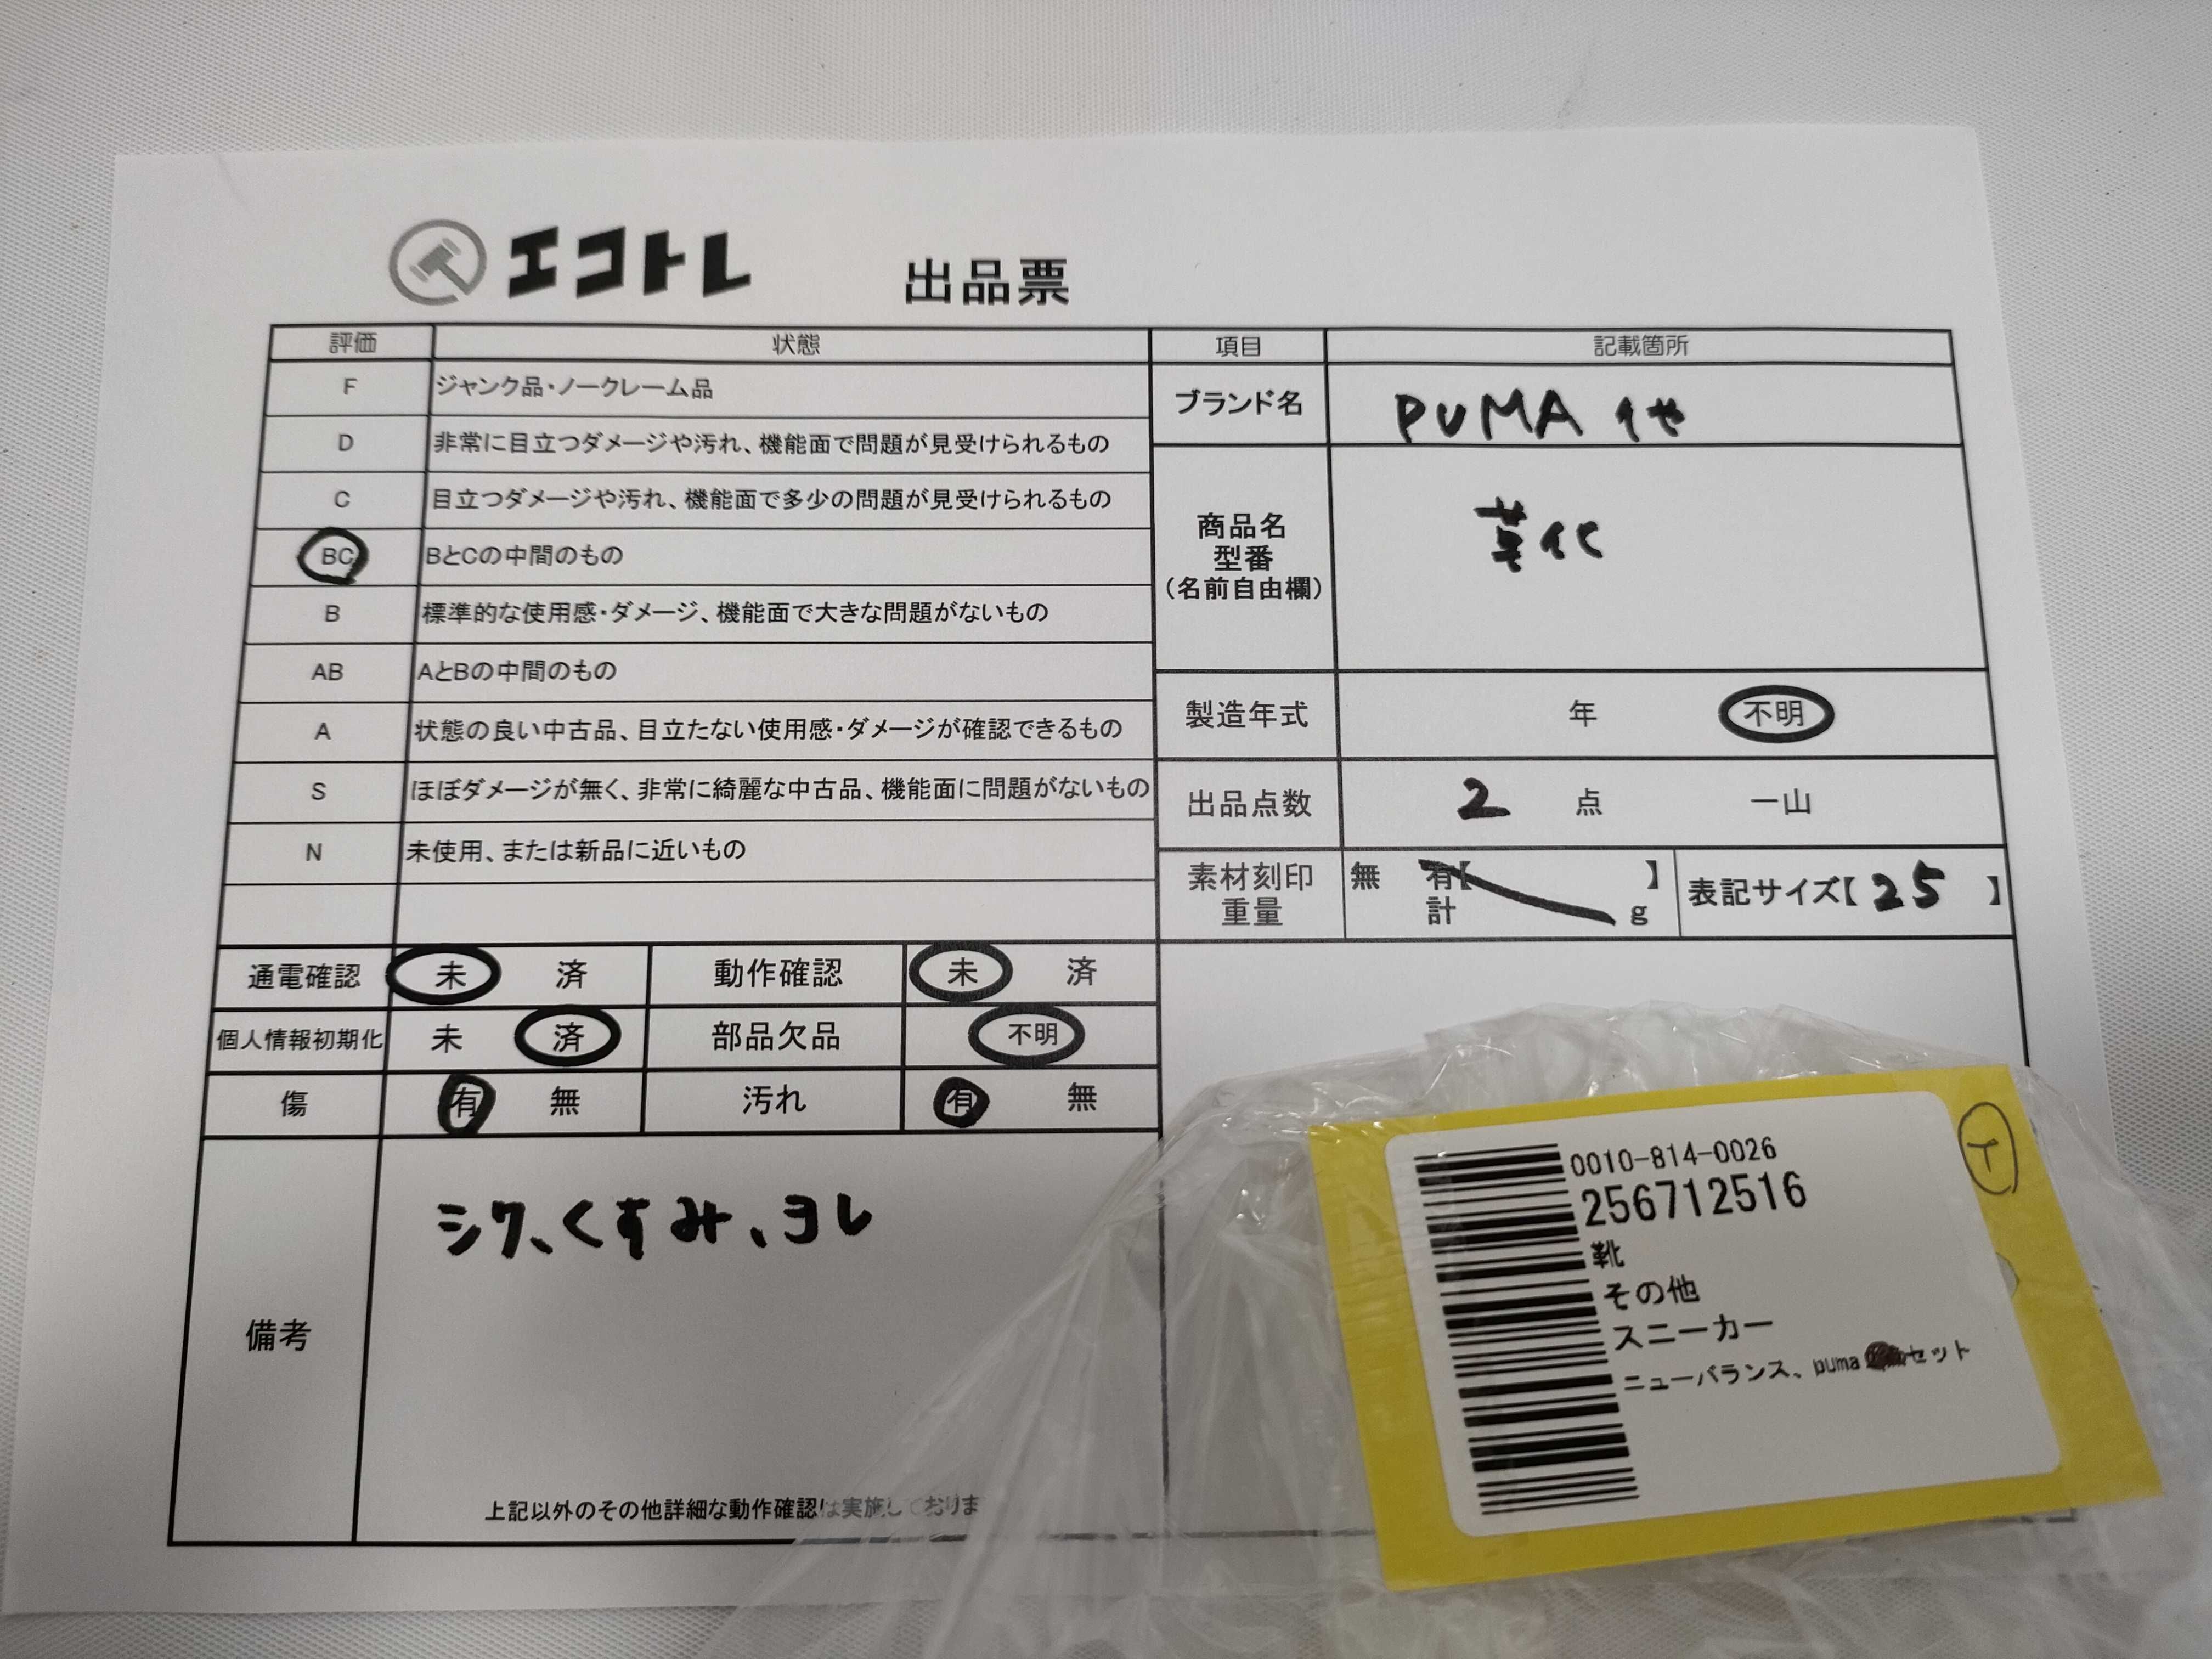 エコトレ 出品票
評価 状態
F ジャンク品・ノークレーム品
D 非常に目立つダメージや汚れ、機能面で問題が見受けられるもの
C 目立つダメージや汚れ、機能面で多少の問題が見受けられるもの
BC BとCの中間のもの
B 標準的な使用感・ダメージ、機能面で大きな問題がないもの
AB AとBの中間のもの
A 状態の良い中古品、目立たない使用感・ダメージが確認できるもの
S ほぼダメージが無く、非常に綺麗な中古品、機能面に問題がないもの
N 未使用、または新品に近いもの
項目 記載箇所
ブランド名 PUMA 他
商品名
型番
(名前自由欄)
製造年式 年 不明
出品点数 2 点 一山
素材刻印 無 有【 】
重量 計 g
表記サイズ【 25 】
通電確認 未 済 動作確認 未 済
個人情報初期化 未 済 部品欠品 不明
傷 有 無 汚れ 有 無
備考
シワ、くすみ、ヨレ
上記以外のその他詳細な動作確認は実施しておりま
0010-814-0026
256712516
靴
その他
スニーカー
ニューバランス、puma セット
イ